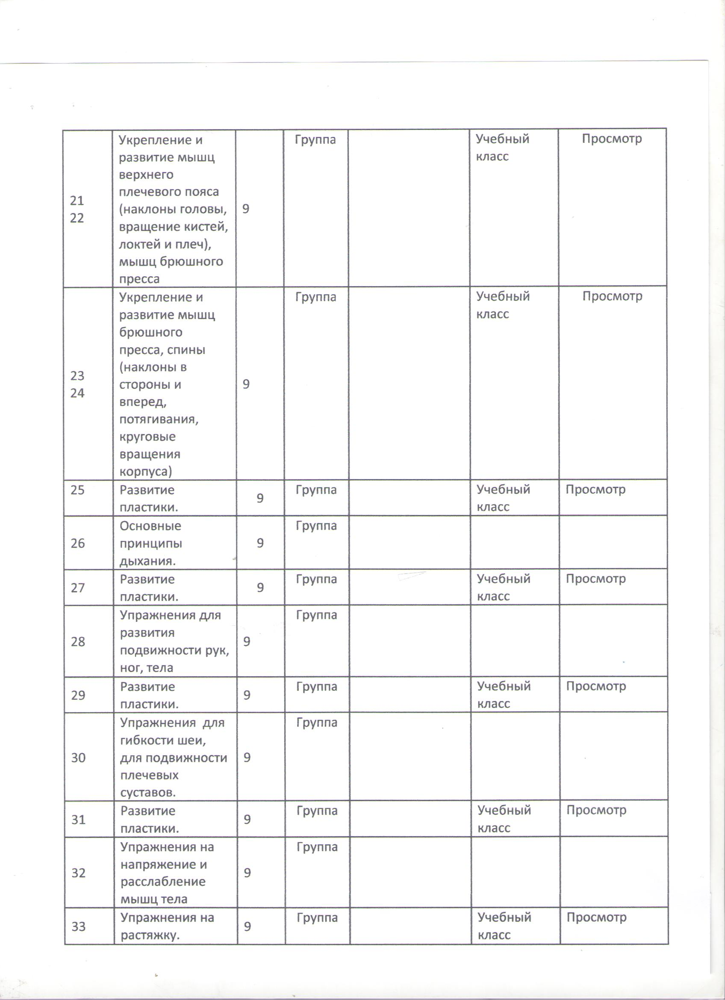 21
22
Укрепление и
развитие мышц
верхнего
плечевого пояса
(наклоны головы,
вращение кистей,
локтей и плеч),
мышц брюшного
пресса
9
Группа
Учебный
класс
Просмотр
23
24
Укрепление и
развитие мышц
брюшного
пресса, спины
(наклоны в
стороны и
вперед,
потягивания,
круговые
вращения
корпуса)
9
Группа
Учебный
класс
Просмотр
25
Развитие
пластики.
9
Группа
Учебный
класс
Просмотр
26
Основные
принципы
дыхания.
9
Группа
27
Развитие
пластики.
9
Группа
Учебный
класс
Просмотр
28
Упражнения для
развития
подвижности рук,
ног, тела
9
Группа
29
Развитие
пластики.
9
Группа
Учебный
класс
Просмотр
30
Упражнения  для
гибкости шеи,
для подвижности
плечевых
суставов.
9
Группа
31
Развитие
пластики.
9
Группа
Учебный
класс
Просмотр
32
Упражнения на
напряжение и
расслабление
мышц тела
9
Группа
33
Упражнения на
растяжку.
9
Группа
Учебный
класс
Просмотр